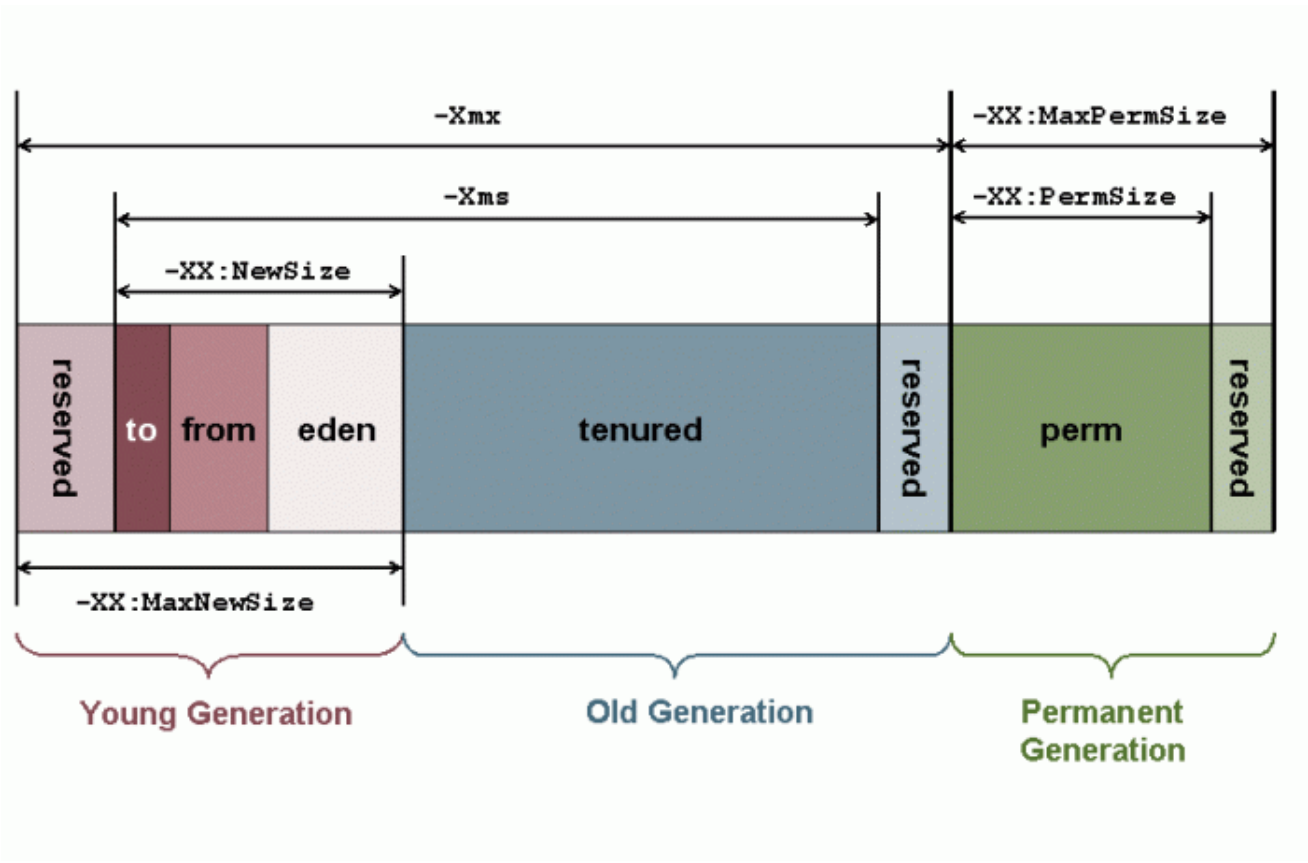 -Xmx
-XX:MaxPermSize
-Xms
-XX:PermSize
-XX:NewSize
reserved
to
from
eden
tenured
reserved
perm
reserved
-XX:MaxNewSize
Young Generation
Old Generation
Permanent
Generation